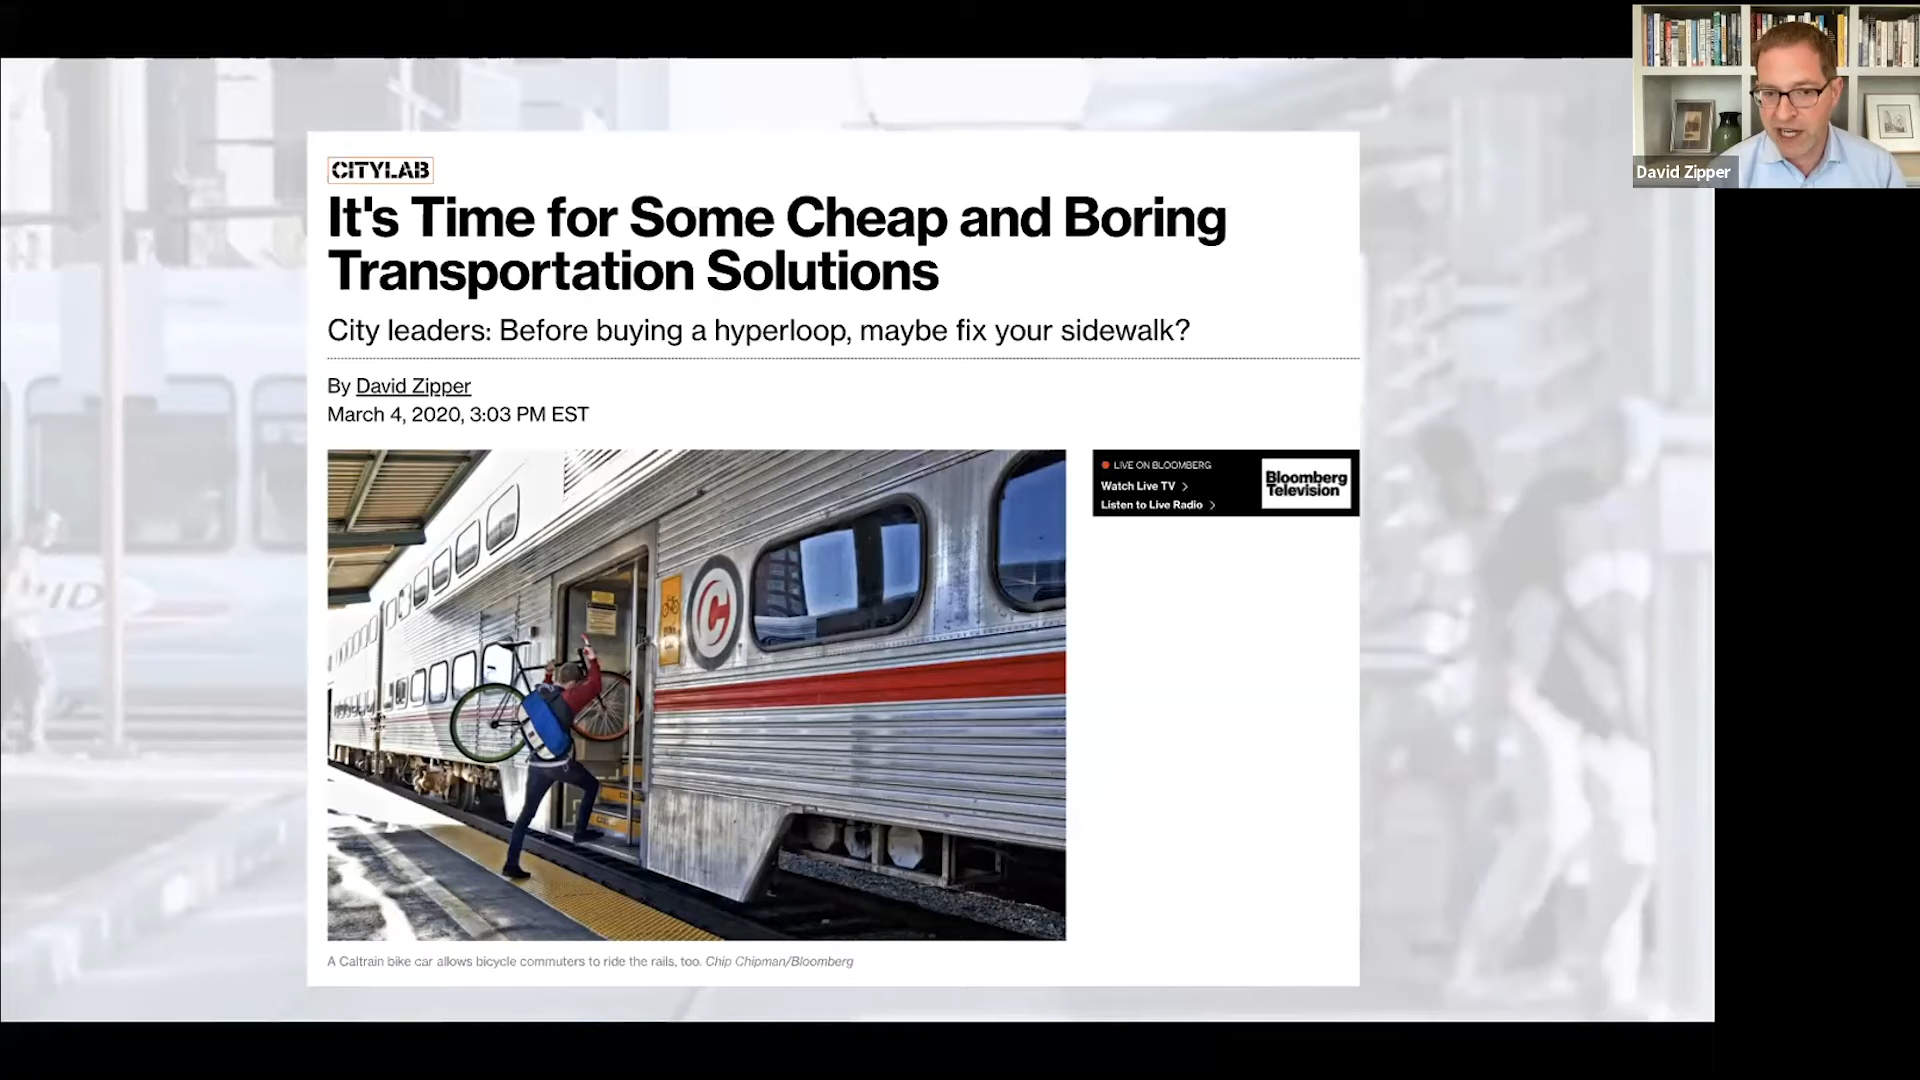 David Zipper
CITYLAB
It's Time for Some Cheap and Boring
Transportation Solutions
City leaders: Before buying a hyperloop, maybe fix your sidewalk?
By David Zipper
March 4, 2020, 3:03 PM EST
LIVE ON BLOOMBERG
Watch Live TV >
Listen to Live Radio >
Bloomberg
Television
C
A Caltrain bike car allows bicycle commuters to ride the rails, too. Chip Chipman/Bloomberg